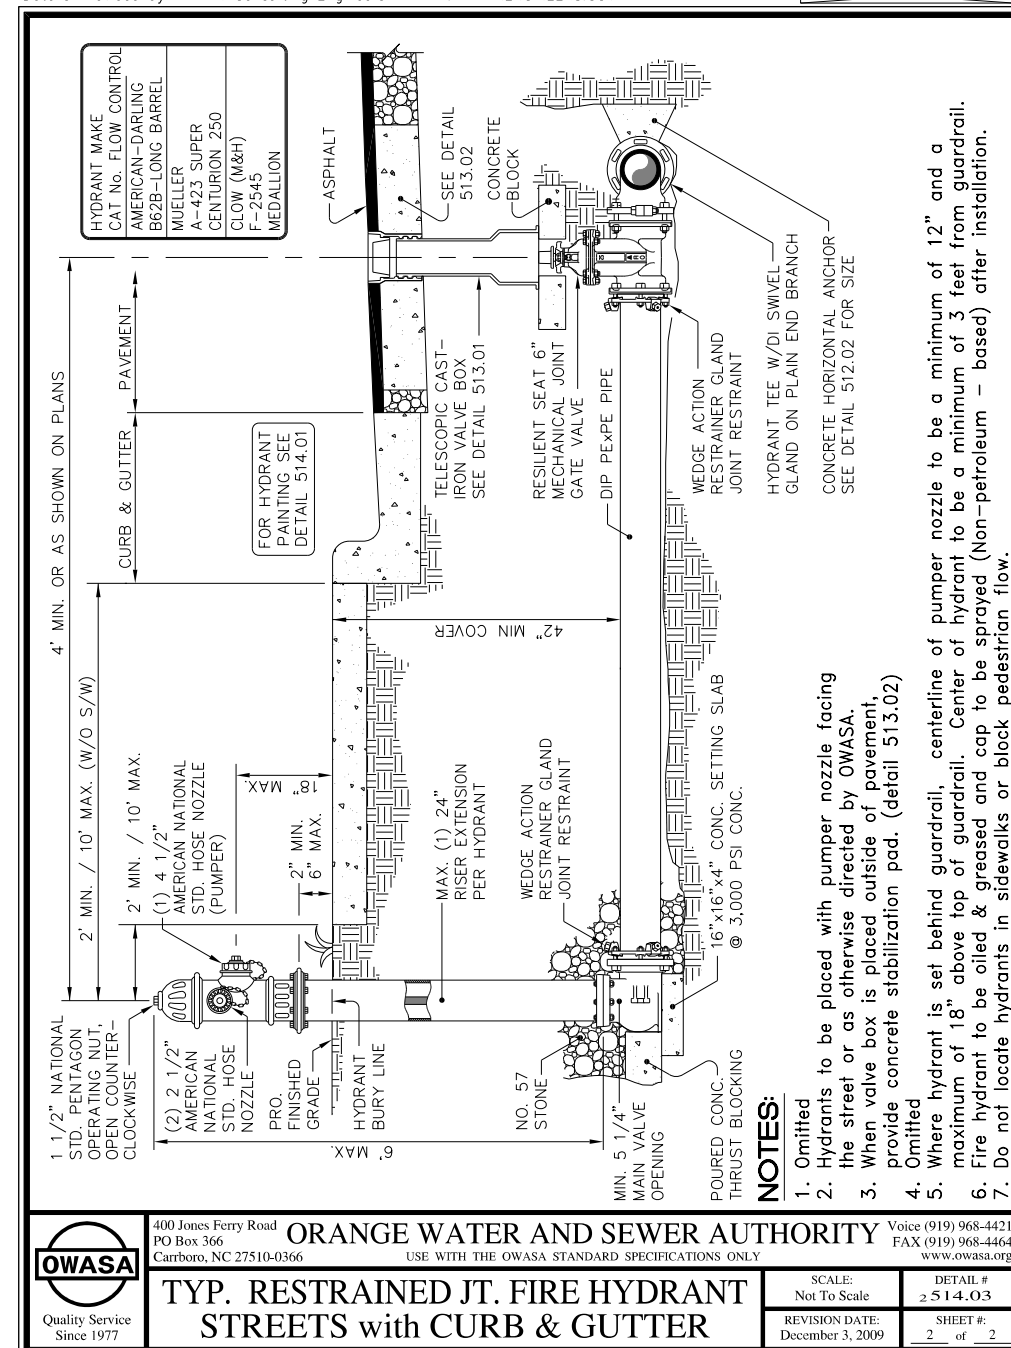 HYDRANT MAKE
CAT No. FLOW CONTROL
AMERICAN-DARLING
B62B-LONG BARREL
MUELLER
A-423 SUPER
CENTURION 250
CLOW (M&H)
F-2545
MEDALLION
4' MIN. OR AS SHOWN ON PLANS
2' MIN. / 10' MAX. (W/O S/W)
CURB & GUTTER
PAVEMENT
2' MIN. / 10' MAX.
1 1/2" NATIONAL
STD. PENTAGON
OPERATING NUT,
OPEN COUNTER-
CLOCKWISE
(1) 4 1/2"
AMERICAN NATIONAL
STD. HOSE NOZZLE
(PUMPER)
(2) 2 1/2"
AMERICAN
NATIONAL
STD. HOSE
NOZZLE
18"
MAX.
2" MIN.
6" MAX.
FOR HYDRANT
PAINTING SEE
DETAIL 514.01
ASPHALT
SEE DETAIL
513.02
CONCRETE
BLOCK
TELESCOPIC CAST-
IRON VALVE BOX
SEE DETAIL 513.01
PRO.
FINISHED
GRADE
HYDRANT
BURY LINE
6' MAX.
42" MIN COVER
MAX. (1) 24"
RISER EXTENSION
PER HYDRANT
RESILIENT SEAT 6"
MECHANICAL JOINT
GATE VALVE
DIP PExPE PIPE
NO. 57
STONE
WEDGE ACTION
RESTRAINER GLAND
JOINT RESTRAINT
WEDGE ACTION
RESTRAINER GLAND
JOINT RESTRAINT
HYDRANT TEE W/DI SWIVEL
GLAND ON PLAIN END BRANCH
CONCRETE HORIZONTAL ANCHOR
SEE DETAIL 512.02 FOR SIZE
MIN. 5 1/4"
MAIN VALVE
OPENING
16"x16"x4" CONC. SETTING SLAB
@ 3,000 PSI CONC.
POURED CONC.
THRUST BLOCKING
NOTES:
1. Omitted
2. Hydrants to be placed with pumper nozzle facing
the street or as otherwise directed by OWASA.
3. When valve box is placed outside of pavement,
provide concrete stabilization pad. (detail 513.02)
4. Omitted
5. Where hydrant is set behind guardrail, centerline of pumper nozzle to be a minimum of 12" and a
maximum of 18" above top of guardrail. Center of hydrant to be a minimum of 3 feet from guardrail.
6. Fire hydrant to be oiled & greased and cap to be sprayed (Non-petroleum - based) after installation.
7. Do not locate hydrants in sidewalks or block pedestrian flow.
OWASA
Quality Service
Since 1977
400 Jones Ferry Road
PO Box 366
Carrboro, NC 27510-0366
ORANGE WATER AND SEWER AUTHORITY
USE WITH THE OWASA STANDARD SPECIFICATIONS ONLY
Voice (919) 968-4421
FAX (919) 968-4464
www.owasa.org
TYP. RESTRAINED JT. FIRE HYDRANT
STREETS with CURB & GUTTER
SCALE:
Not To Scale
DETAIL #
2 514.03
REVISION DATE:
December 3, 2009
SHEET #:
2 of 2